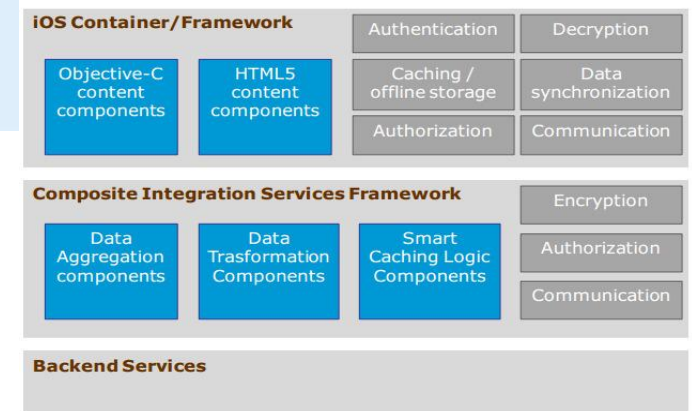 iOS Container/Framework
Authentication
Decryption
Objective-C
content
components
HTML5
content
components
Caching /
offline storage
Data
synchronization
Authorization
Communication
Composite Integration Services Framework
Encryption
Data
Aggregation
components
Data
Trasformation
Components
Smart
Caching Logic
Components
Authorization
Communication
Backend Services